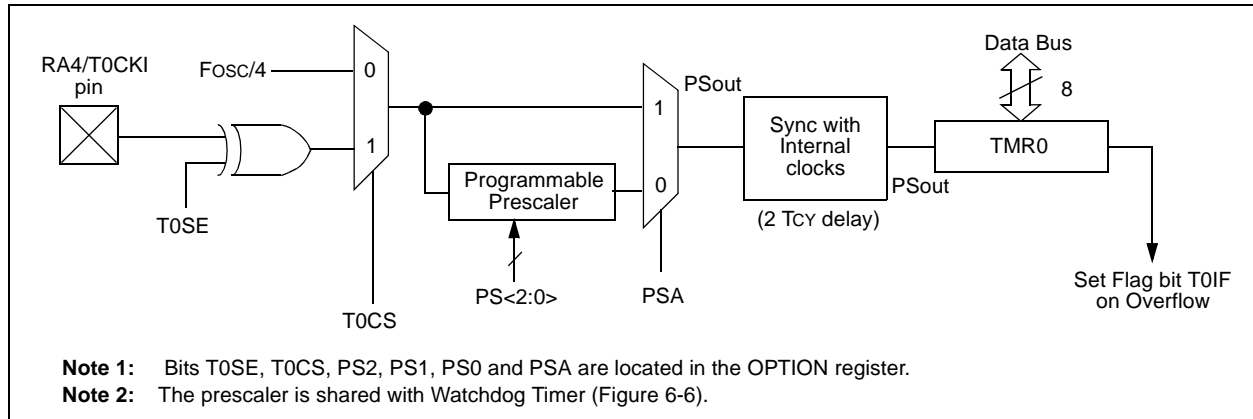 RA4/T0CKI
pin
FOSC/4
0
1
T0SE
T0CS
Programmable
Prescaler
PS<2:0>
1
0
PSA
PSout
Sync with
Internal
clocks
(2 TCY delay)
PSout
Data Bus
8
TMR0
Set Flag bit T0IF
on Overflow
Note 1: Bits T0SE, T0CS, PS2, PS1, PS0 and PSA are located in the OPTION register.
Note 2: The prescaler is shared with Watchdog Timer (Figure 6-6).